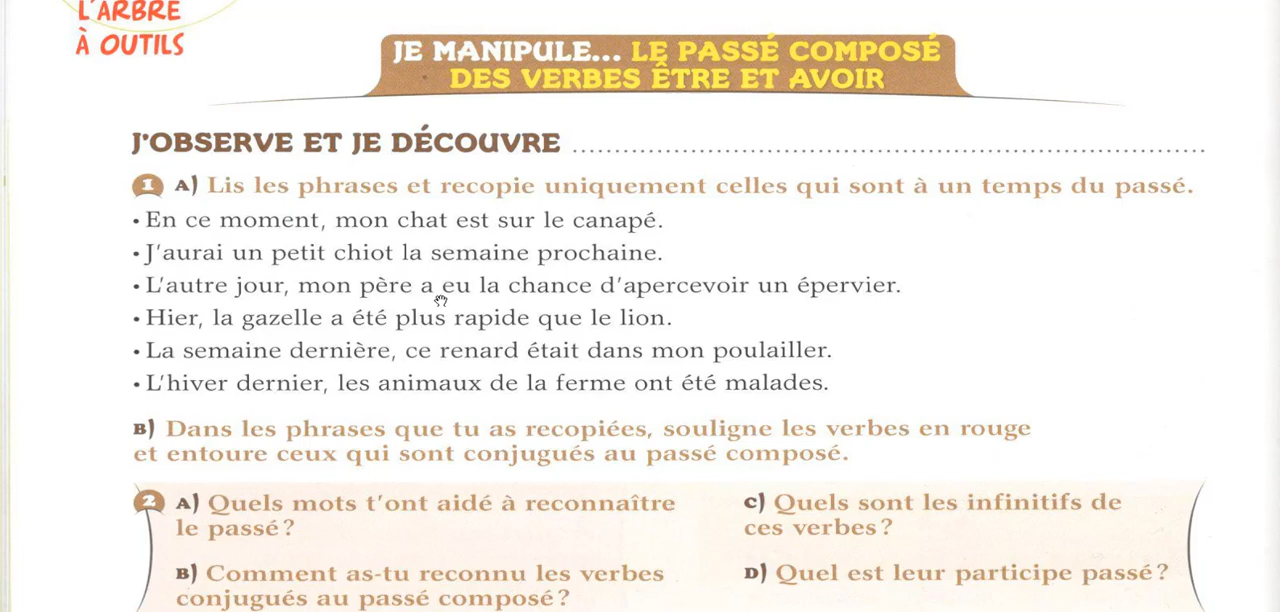 L'ARBRE
À OUTILS
JE MANIPULE... LE PASSÉ COMPOSÉ
DES VERBES ÊTRE ET AVOIR
J'OBSERVE ET JE DÉCOUVRE ................................................................
1 A) Lis les phrases et recopie uniquement celles qui sont à un temps du passé.
• En ce moment, mon chat est sur le canapé.
• J'aurai un petit chiot la semaine prochaine.
• L'autre jour, mon père a eu la chance d'apercevoir un épervier.
• Hier, la gazelle a été plus rapide que le lion.
• La semaine dernière, ce renard était dans mon poulailler.
• L'hiver dernier, les animaux de la ferme ont été malades.
B) Dans les phrases que tu as recopiées, souligne les verbes en rouge
et entoure ceux qui sont conjugués au passé composé.
2 A) Quels mots t'ont aidé à reconnaître
le passé ?
B) Comment as-tu reconnu les verbes
conjugués au passé composé ?
C) Quels sont les infinitifs de
ces verbes ?
D) Quel est leur participe passé ?